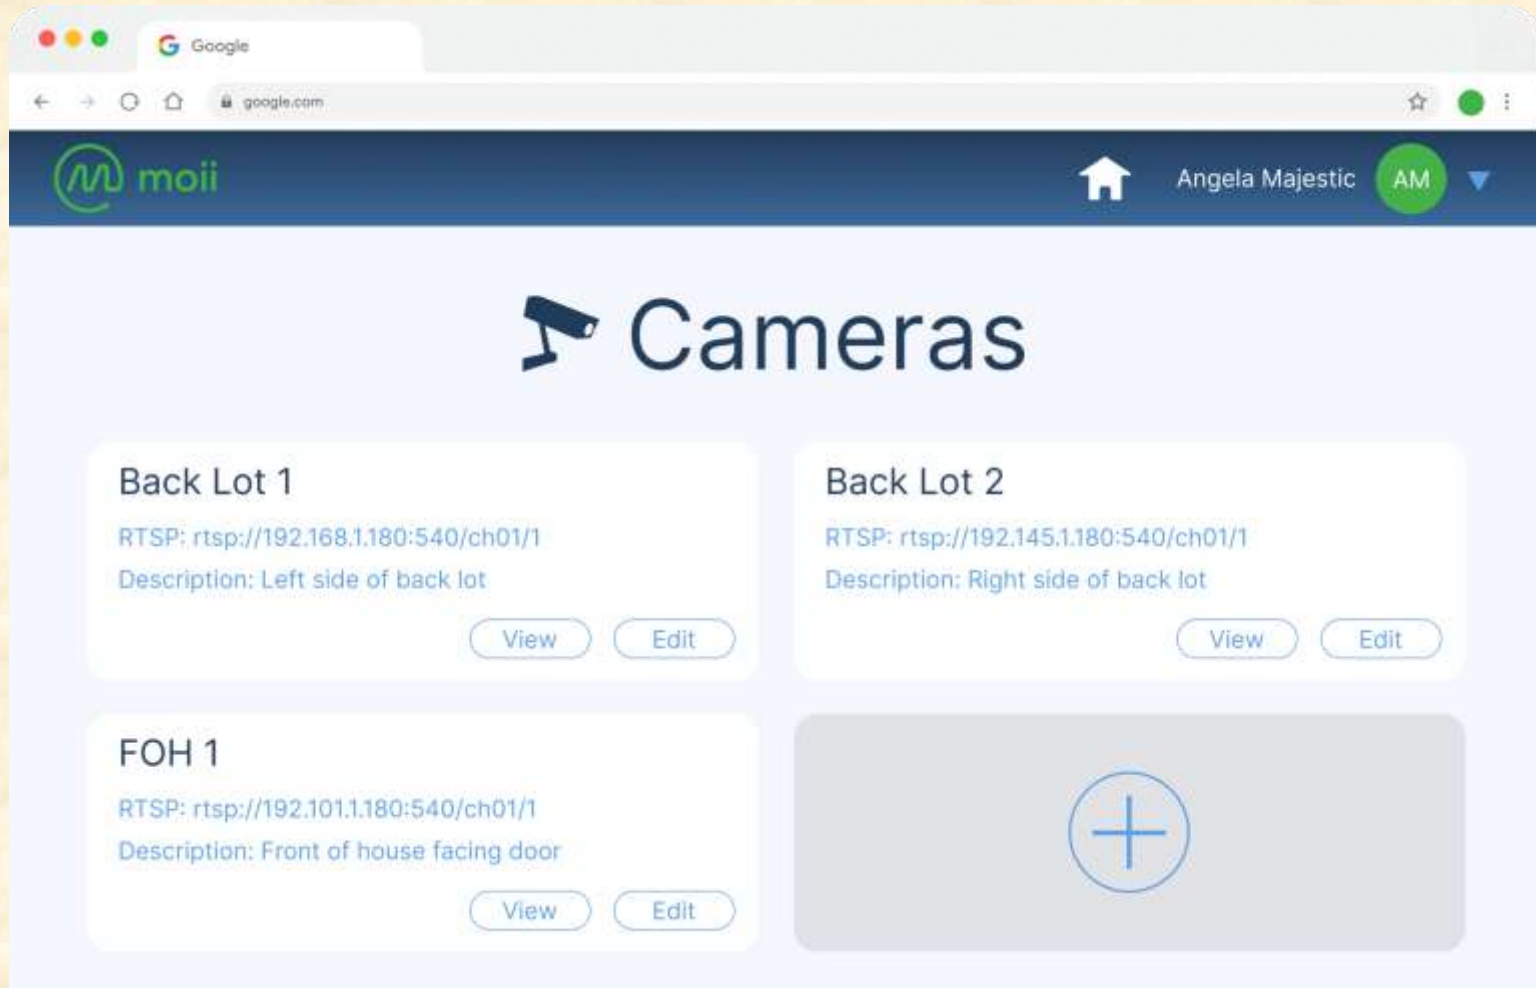 Google
google.com
moii
Angela Majestic AM
Cameras
Back Lot 1
RTSP: rtsp://192.168.1.180:540/ch01/1
Description: Left side of back lot
View Edit
Back Lot 2
RTSP: rtsp://192.145.1.180:540/ch01/1
Description: Right side of back lot
View Edit
FOH 1
RTSP: rtsp://192.101.1.180:540/ch01/1
Description: Front of house facing door
View Edit